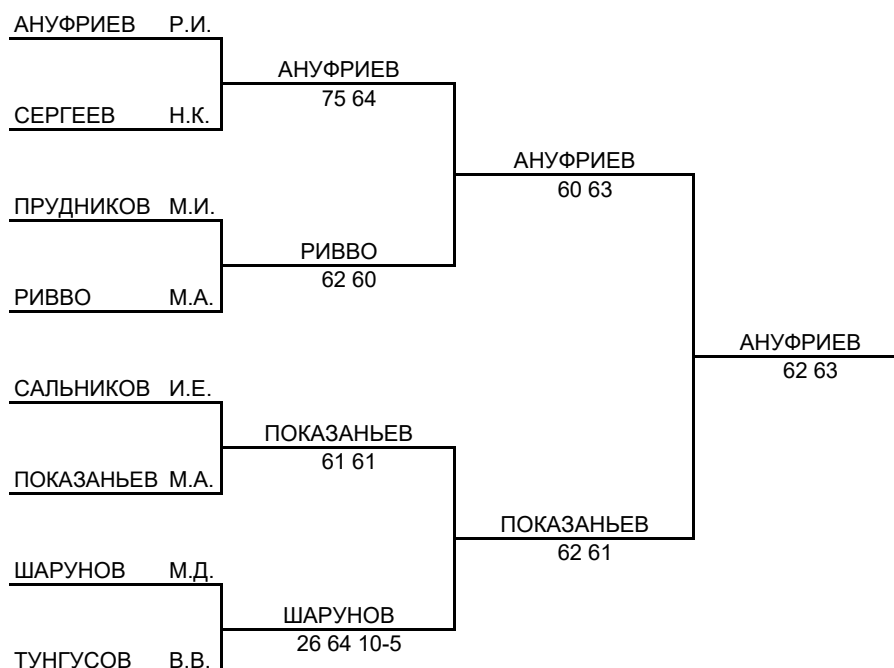 АНУФРИЕВ Р.И.
АНУФРИЕВ
75 64
СЕРГЕЕВ Н.К.
АНУФРИЕВ
60 63
ПРУДНИКОВ М.И.
РИВВО
62 60
РИВВО М.А.
АНУФРИЕВ
62 63
САЛЬНИКОВ И.Е.
ПОКАЗАНЬЕВ
61 61
ПОКАЗАНЬЕВ М.А.
ПОКАЗАНЬЕВ
62 61
ШАРУНОВ М.Д.
ШАРУНОВ
26 64 10-5
ТУНГУСОВ В.В.